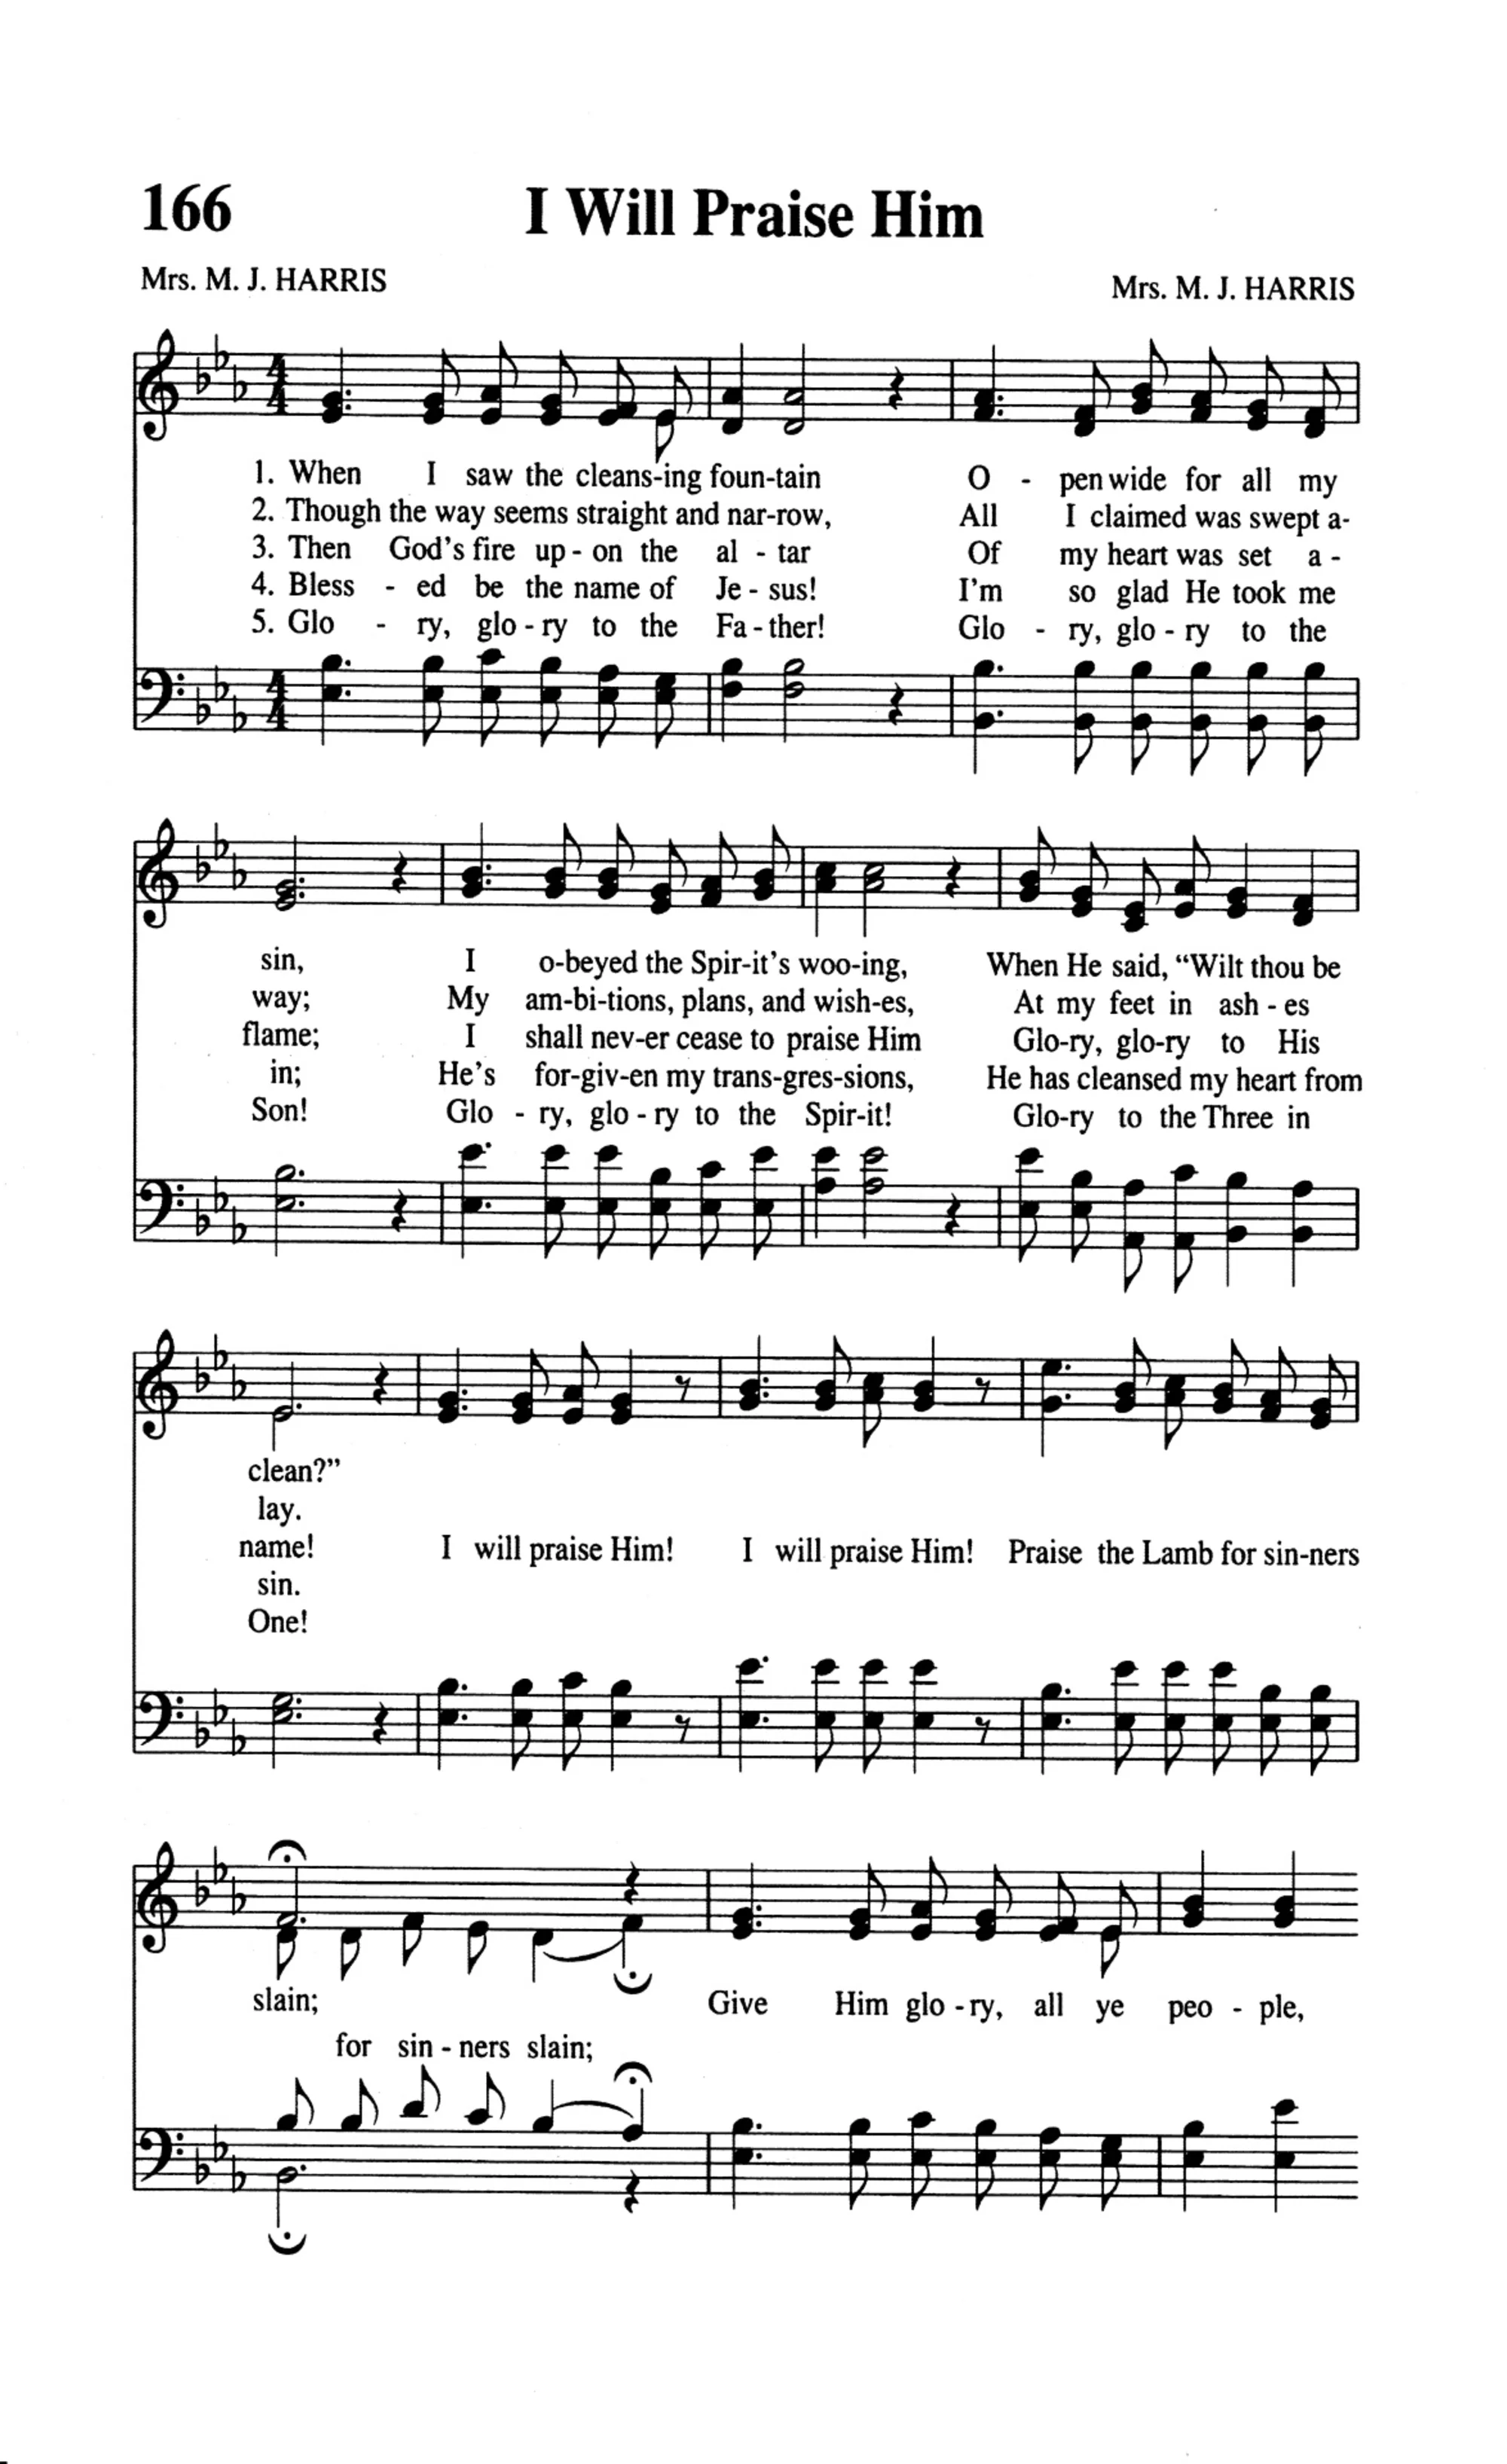 166
I Will Praise Him
Mrs. M. J. HARRIS
Mrs. M. J. HARRIS
4/4
1. When I saw the cleans-ing foun-tain O - pen wide for all my
2. Though the way seems straight and nar-row, All I claimed was swept a-
3. Then God's fire up - on the al - tar Of my heart was set a -
4. Bless - ed be the name of Je - sus! I'm so glad He took me
5. Glo - ry, glo - ry to the Fa - ther! Glo - ry, glo - ry to the
4/4
sin, I o-beyed the Spir-it's woo-ing, When He said, “Wilt thou be
way; My am-bi-tions, plans, and wish-es, At my feet in ash - es
flame; I shall nev-er cease to praise Him Glo-ry, glo-ry to His
in; He's for-giv-en my trans-gres-sions, He has cleansed my heart from
Son! Glo - ry, glo - ry to the Spir-it! Glo-ry to the Three in
clean?”
lay.
name! I will praise Him! I will praise Him! Praise the Lamb for sin-ners
sin.
One!
slain; Give Him glo - ry, all ye peo - ple,
for sin - ners slain;